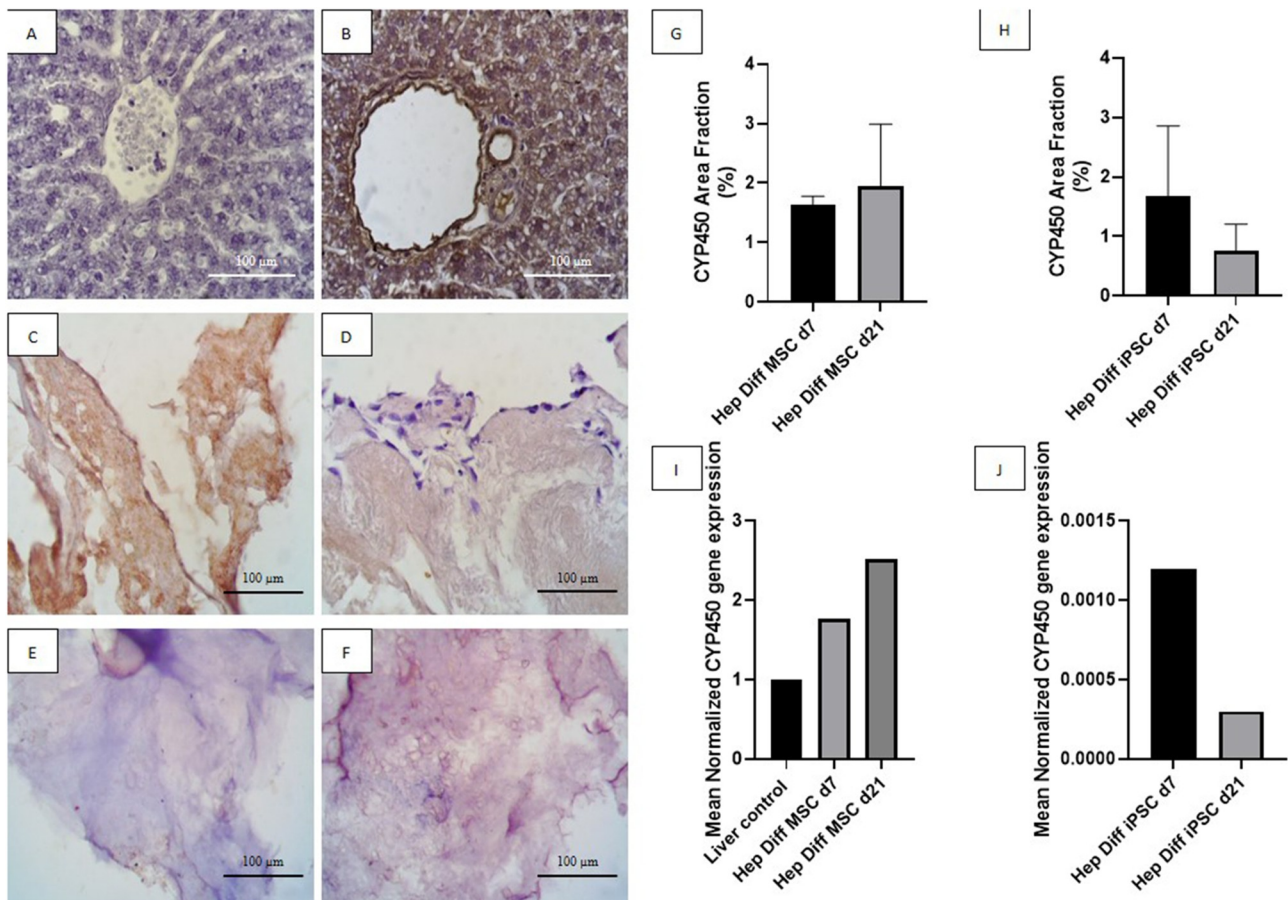 A
100 µm
B
100 µm
C
100 µm
D
100 µm
E
100 µm
F
100 µm
G
CYP450 Area Fraction
(%)
4
3
2
1
0
Hep Diff MSC d7
Hep Diff MSC d21
H
CYP450 Area Fraction
(%)
4
3
2
1
0
Hep Diff iPSC d7
Hep Diff iPSC d21
I
Mean Normalized CYP450 gene expression
3
2
1
0
Liver control
Hep Diff MSC d7
Hep Diff MSC d21
J
Mean Normalized CYP450 gene expression
0.0015
0.0010
0.0005
0.0000
Hep Diff iPSC d7
Hep Diff iPSC d21